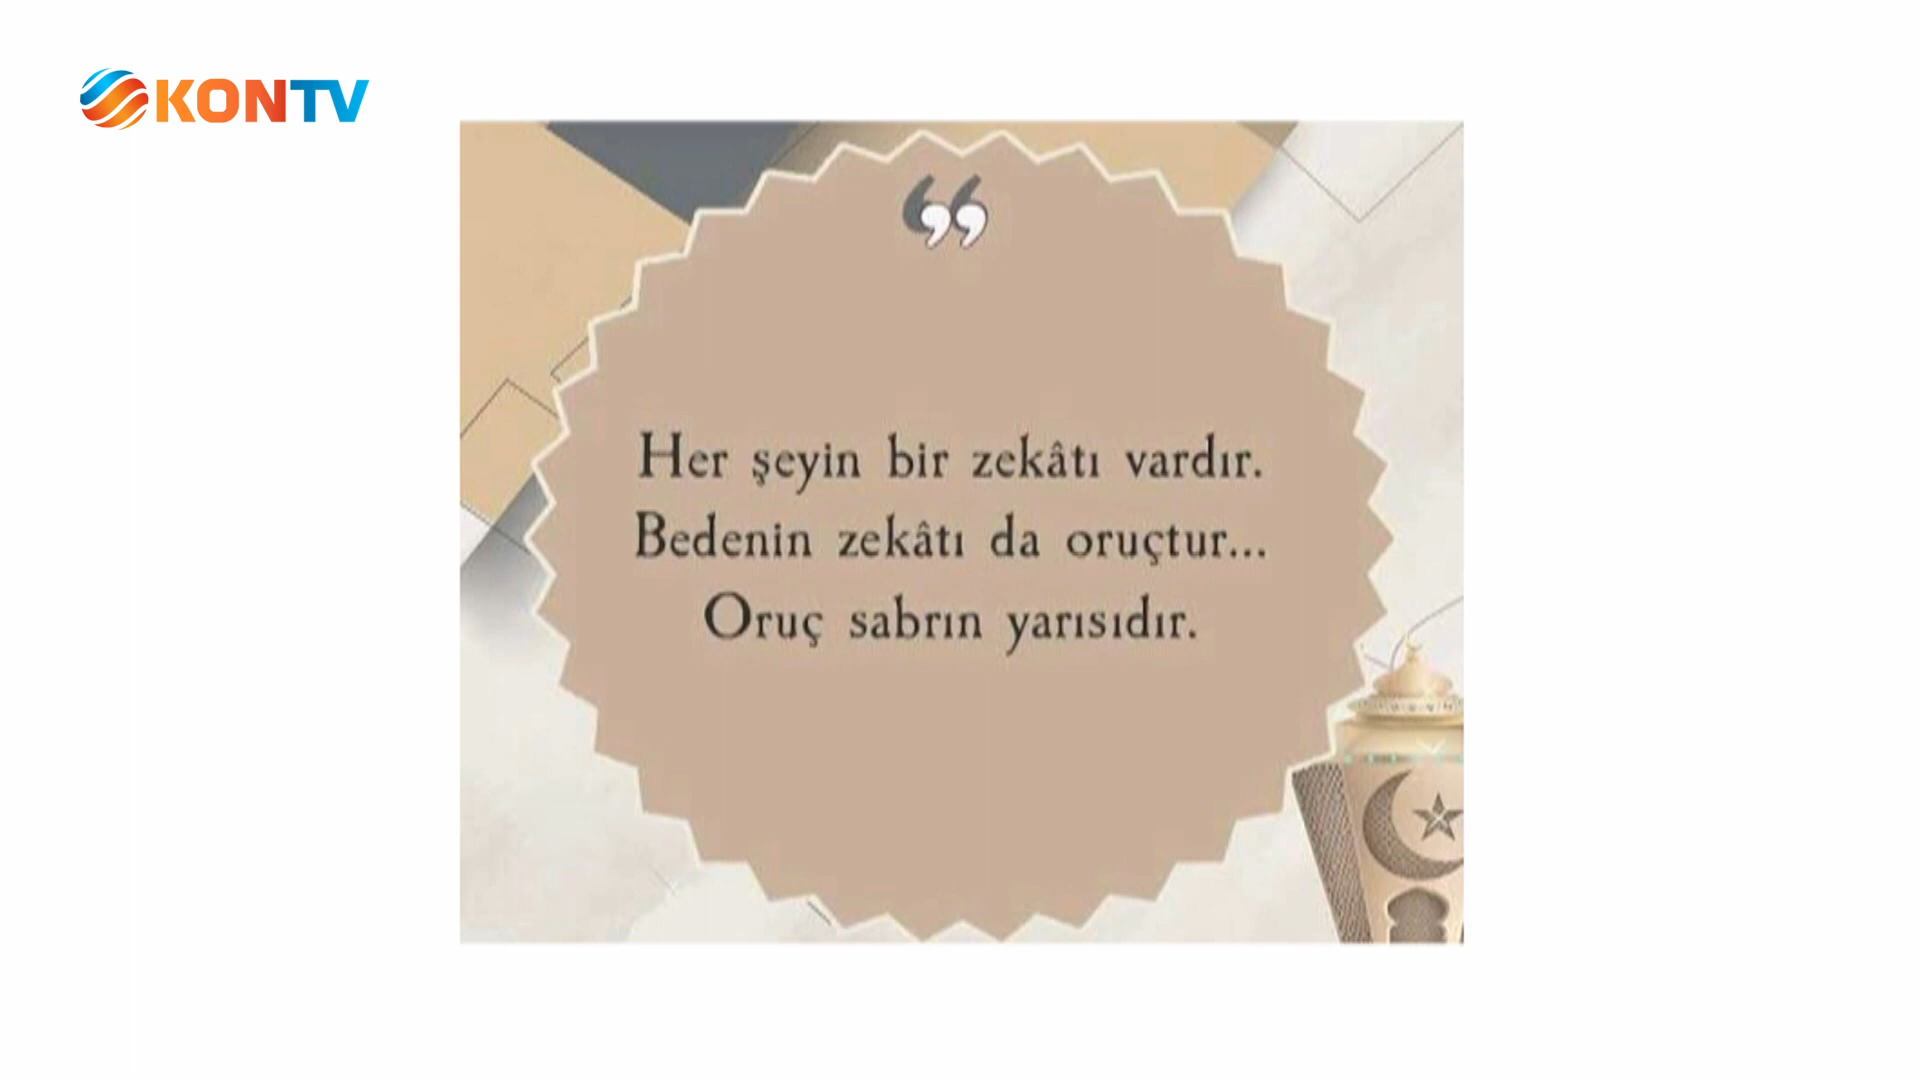 KONTV
Her şeyin bir zekâtı vardır.
Bedenin zekâtı da oruçtur...
Oruç sabrın yarısıdır.